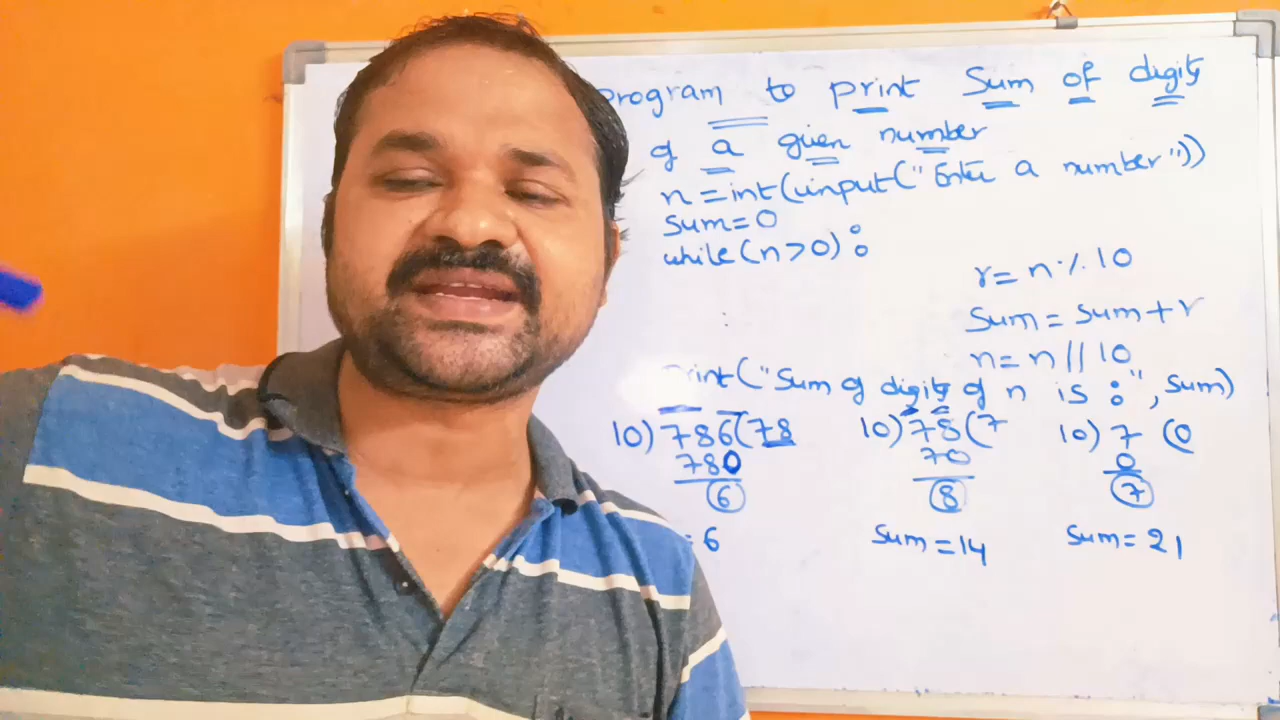 program to print Sum of digits
of a given number
n=int(input("Enter a number"))
sum=0
while(n>0):
r=n%10
sum=sum+r
n=n//10
print("Sum of digits of n is :",sum)
10)786(78 10)78(7 10)7(0
780 70 0
6 8 7
=6 sum=14 sum=21